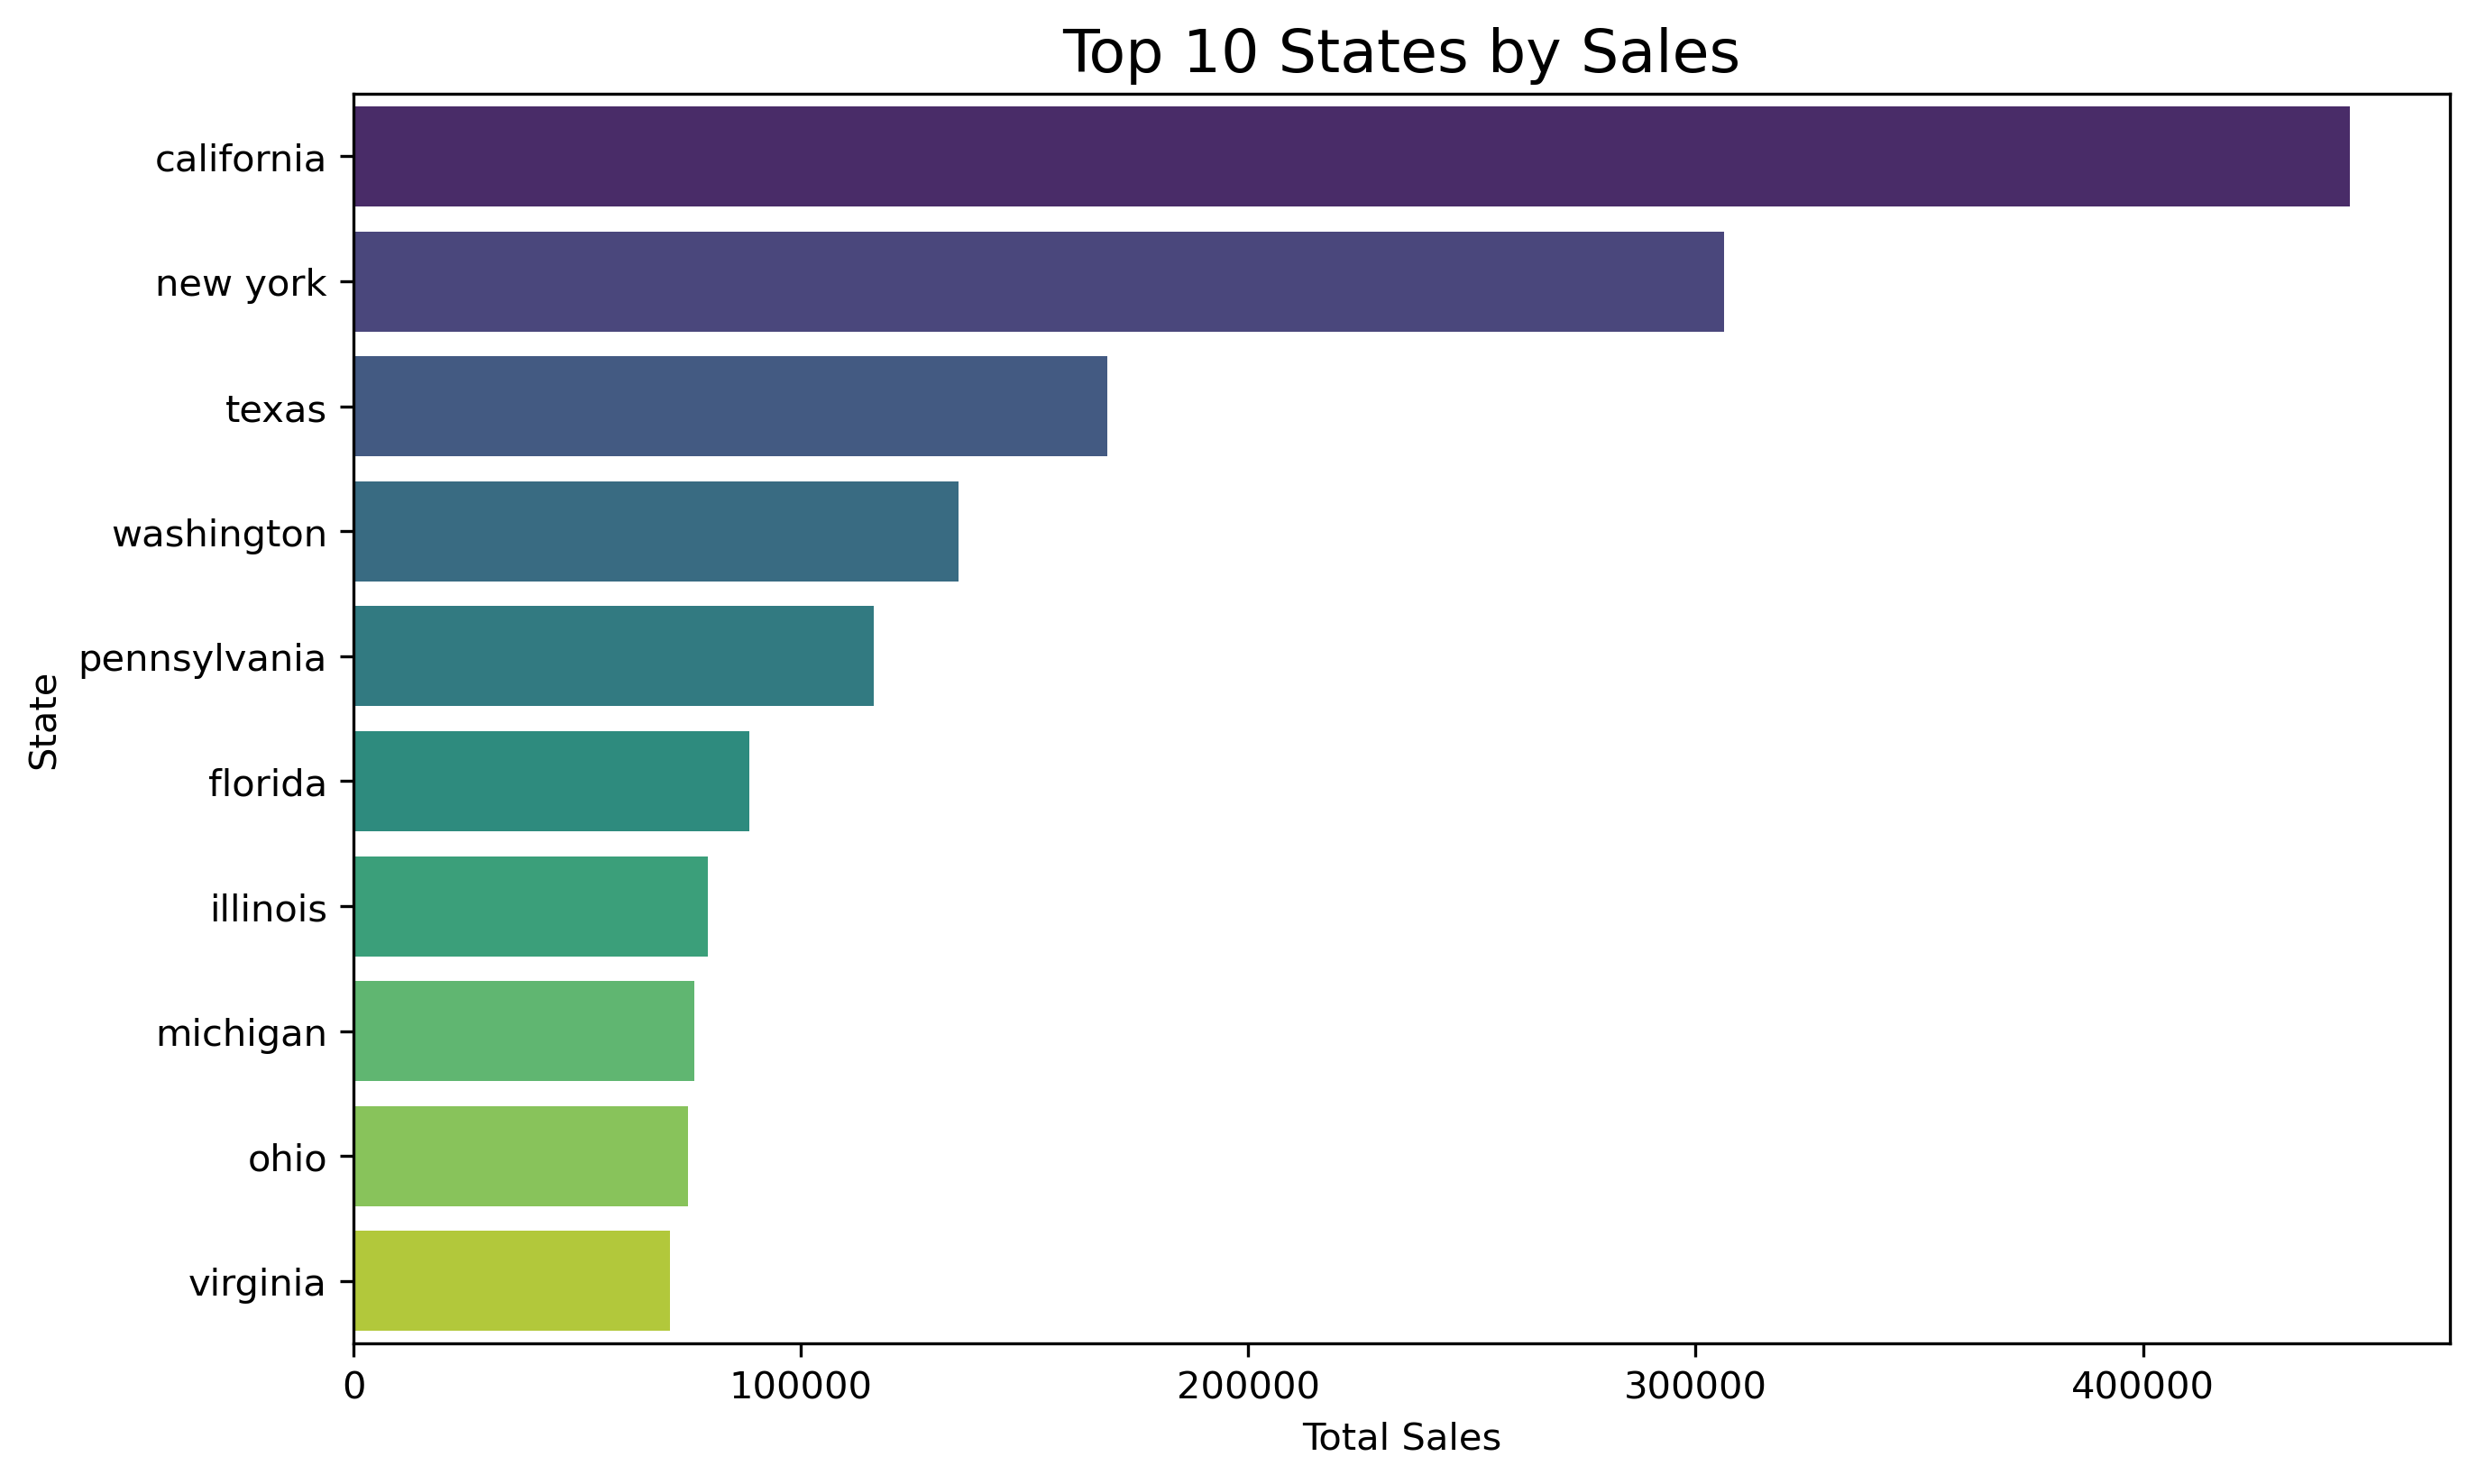 Top 10 States by Sales
california
new york
texas
washington
pennsylvania
florida
illinois
michigan
ohio
virginia
State
0 100000 200000 300000 400000
Total Sales